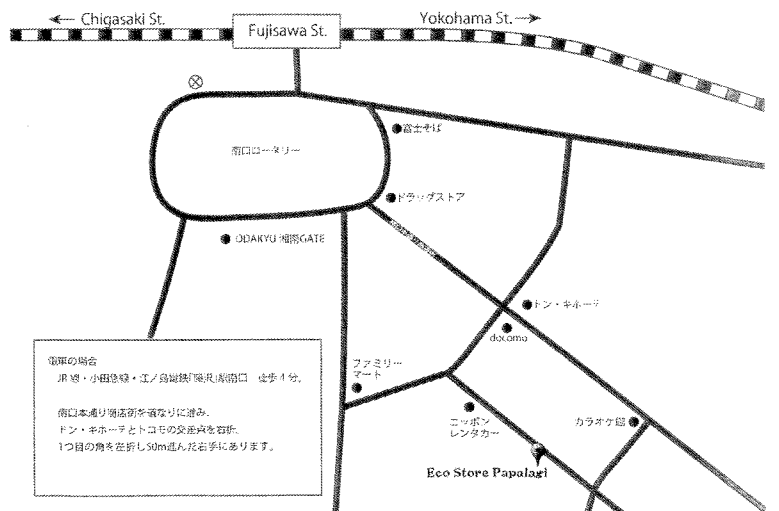 ← Chigasaki St.
Yokohama St. →
Fujisawa St.
富士そば
南口ロータリー
ドラッグストア
ODAKYU 湘南GATE
ドン・キホーテ
docomo
ファミリー
マート
ニッポン
レンタカー
カラオケ館
Eco Store Papalagi
電車の場合
JR線・小田急線・江ノ島電鉄「藤沢」駅南口 徒歩4分。
南口本通り商店街を道なりに進み、
ドン・キホーテとドコモの交差点を右折。
1つ目の角を左折し50m進んだ右手にあります。